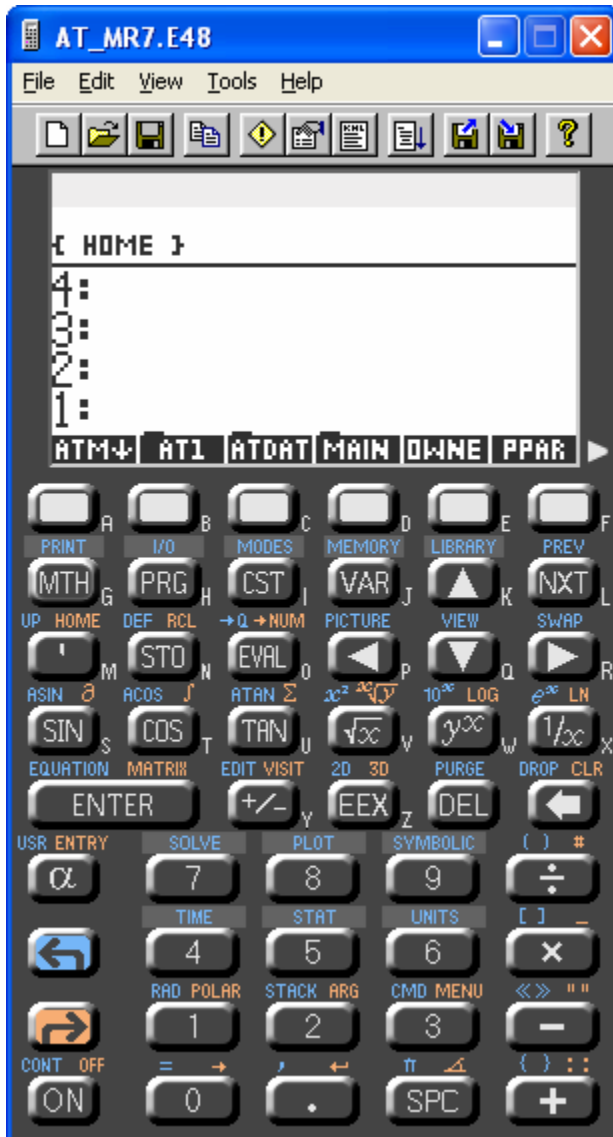 AT_MR7.E48
File Edit View Tools Help
KML
{ HOME }
4:
3:
2:
1:
ATM↓ AT1 ATDAT MAIN OWNE PPAR
A B C D E F
PRINT I/O MODES MEMORY LIBRARY PREV
MTH G PRG H CST I VAR J ▲ K NXT L
UP HOME DEF RCL →Q →NUM PICTURE VIEW SWAP
' M STO N EVAL O ◀ P ▼ Q ▶ R
ASIN ∂ ACOS ∫ ATAN Σ x² ˣ√y 10ˣ LOG eˣ LN
SIN S COS T TAN U √x V yˣ W 1/x X
EQUATION MATRIX EDIT VISIT 2D 3D PURGE DROP CLR
ENTER +/- Y EEX Z DEL
USR ENTRY SOLVE PLOT SYMBOLIC ( ) #
α 7 8 9 ÷
TIME STAT UNITS [ ] _
4 5 6 ×
RAD POLAR STACK ARG CMD MENU « » " "
1 2 3 −
CONT OFF = → , ↵ π ∡ { } : :
ON 0 . SPC +